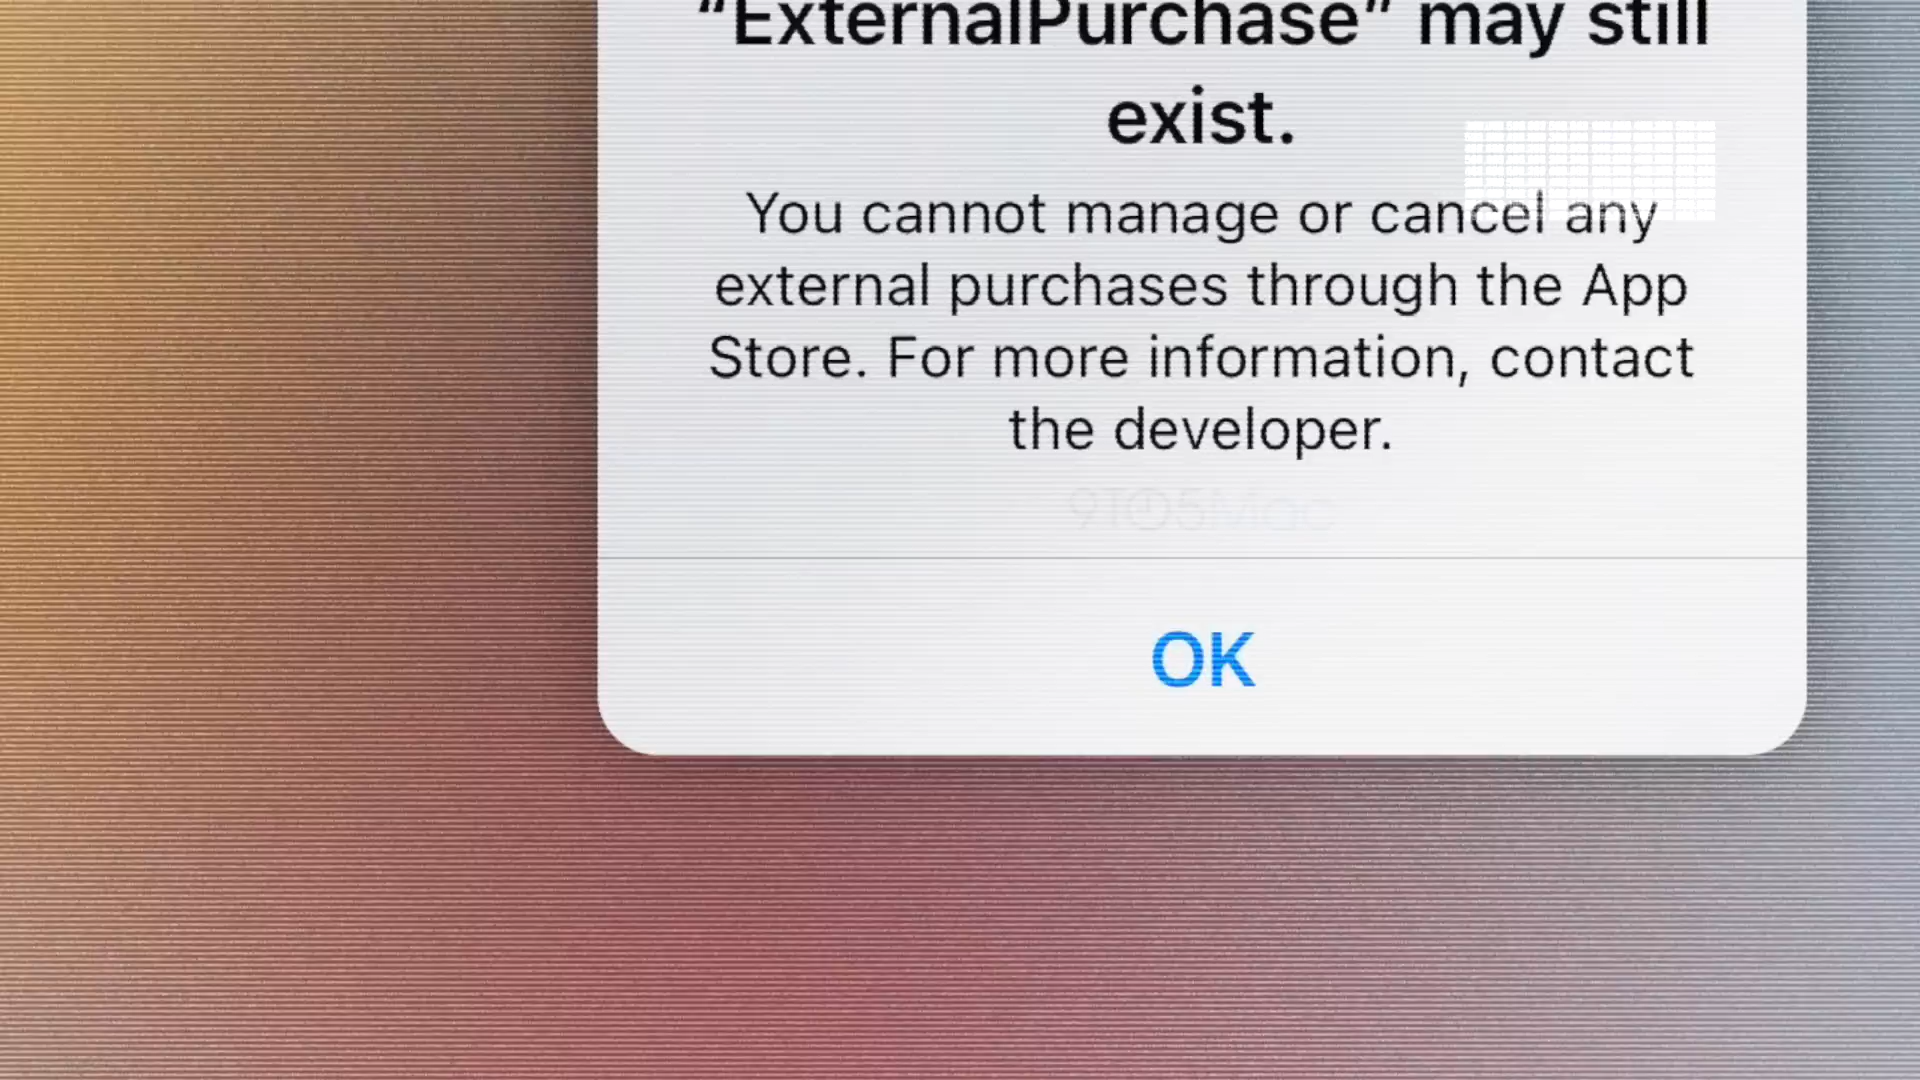 “ExternalPurchase” may still
exist.
You cannot manage or cancel any
external purchases through the App
Store. For more information, contact
the developer.
9TO5Mac
OK